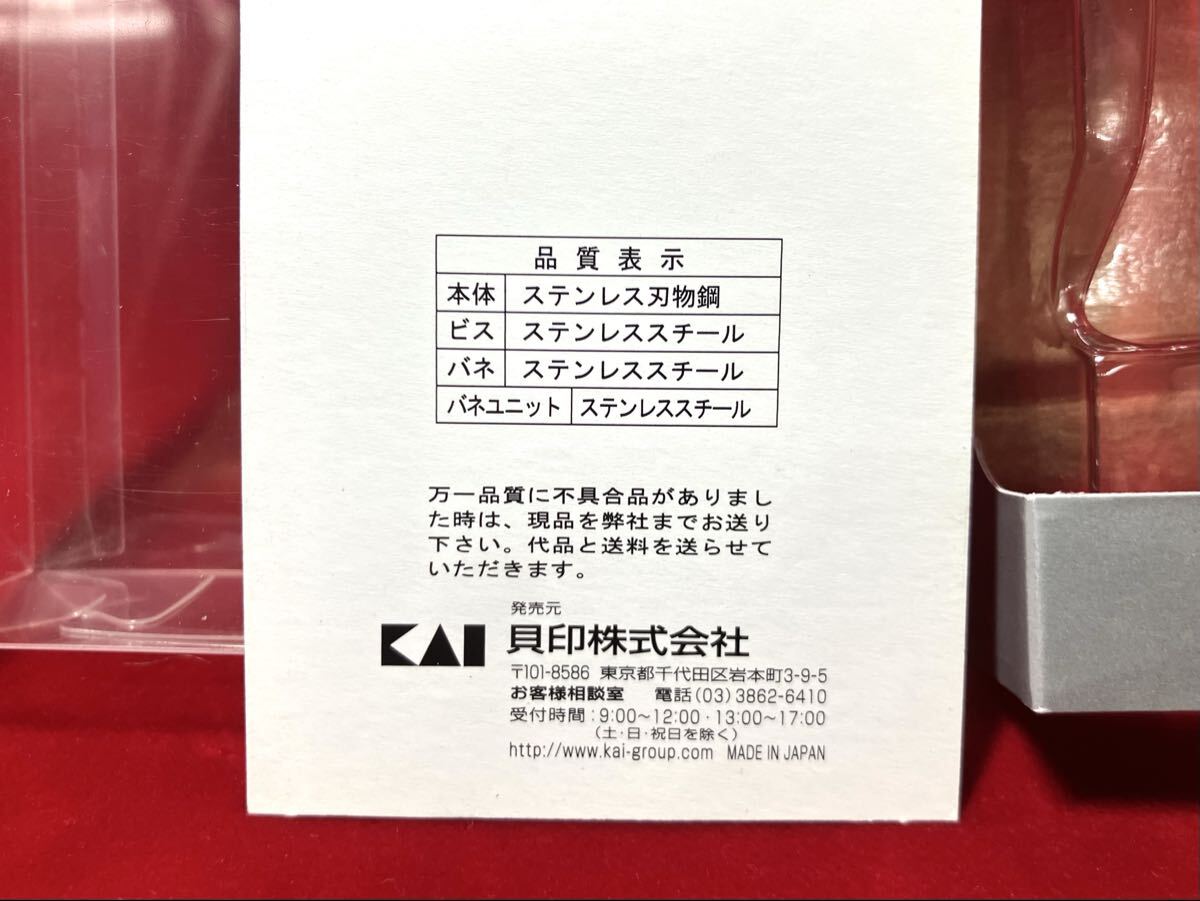 品質表示
本体 ステンレス刃物鋼
ビス ステンレススチール
バネ ステンレススチール
バネユニット ステンレススチール
万一品質に不具合品がありまし
た時は、現品を弊社までお送り
下さい。代品と送料を送らせて
いただきます。
発売元
KAI 貝印株式会社
〒101-8586 東京都千代田区岩本町3-9-5
お客様相談室 電話(03)3862-6410
受付時間:9:00～12:00・13:00～17:00
(土・日・祝日を除く)
http://www.kai-group.com MADE IN JAPAN